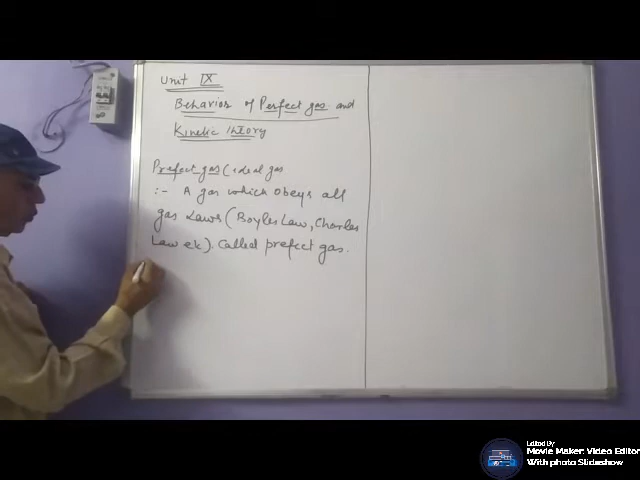 Unit IX
Behavior of Perfect gas and
Kinetic theory
Prefect gas (ideal gas
:- A gas which obeys all
gas Laws (Boyles Law, Charles
Law etc). Called prefect gas.
Edited By
Movie Maker: Video Editor
With photo Slideshow